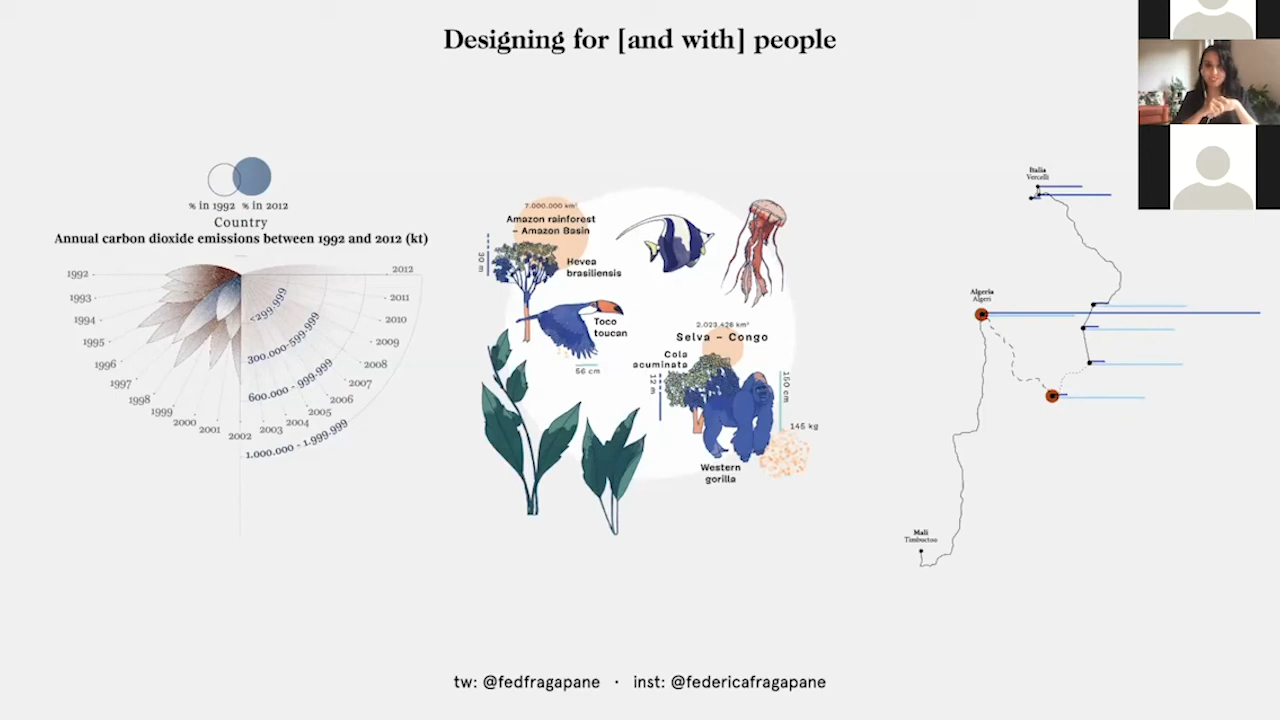 Designing for [and with] people
% in 1992 % in 2012
Country
Annual carbon dioxide emissions between 1992 and 2012 (kt)
1992
1993
1994
1995
1996
1997
1998
1999
2000
2001
2002
2003
2004
2005
2006
2007
2008
2009
2010
2011
2012
<299.999
300.000-599.999
600.000 - 999.999
1.000.000 - 1.999.999
7.000.000 km²
Amazon rainforest
– Amazon Basin
30 m
Hevea
brasiliensis
Toco
toucan
56 cm
2.023.428 km²
Selva – Congo
Cola
acuminata
12 m
150 cm
145 kg
Western
gorilla
Italia
Vercelli
Algeria
Algeri
Mali
Timbuctoo
tw: @fedfragapane · inst: @federicafragapane